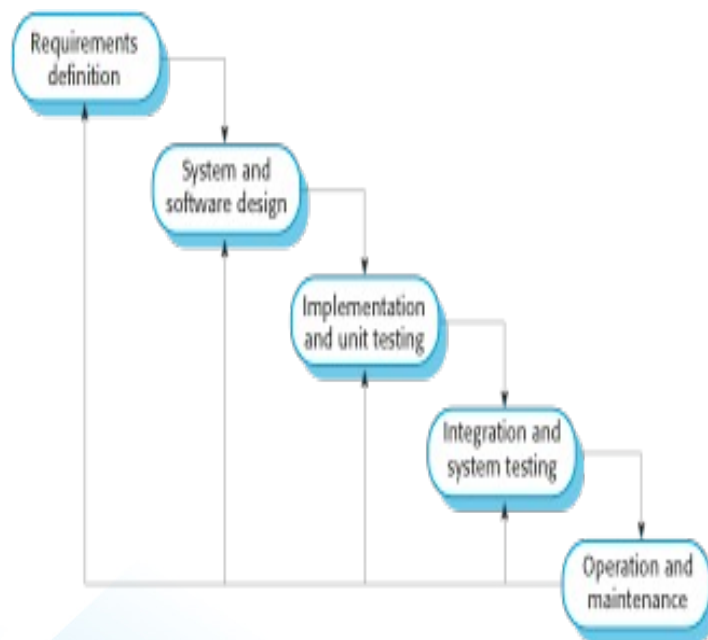 Requirements
definition
System and
software design
Implementation
and unit testing
Integration and
system testing
Operation and
maintenance